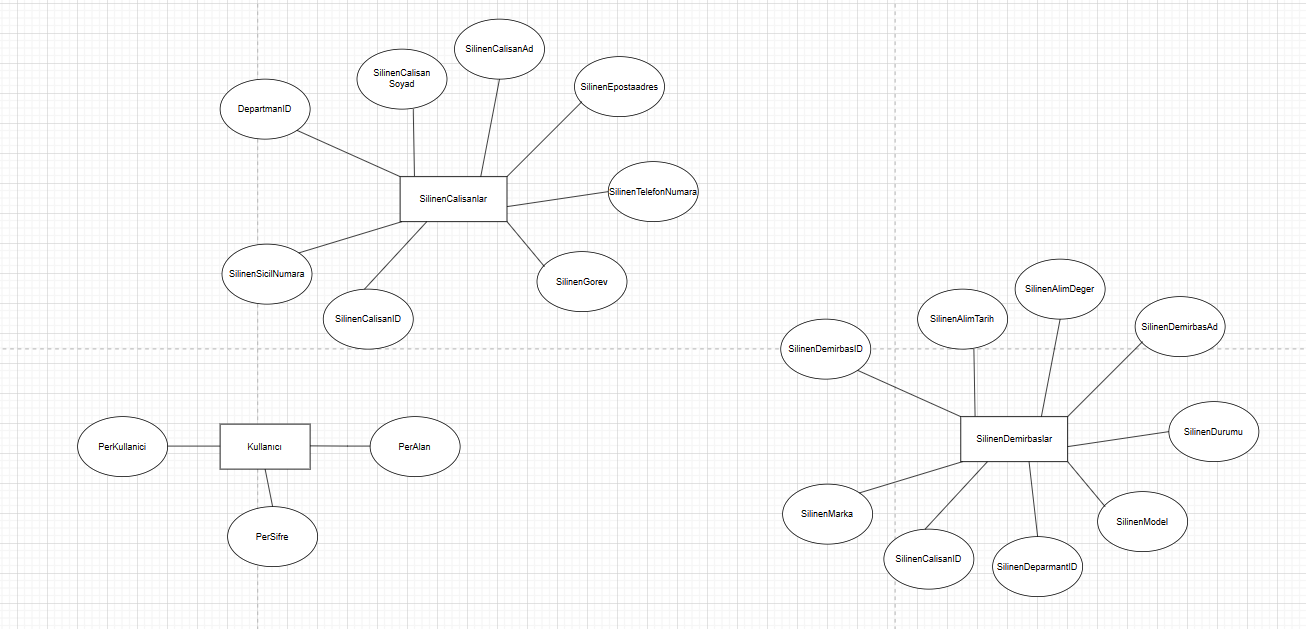 SilinenCalisanAd
SilinenCalisan
Soyad
SilinenEpostaadres
DepartmanID
SilinenTelefonNumara
SilinenCalisanlar
SilinenSicilNumara
SilinenGorev
SilinenCalisanID
SilinenAlimDeger
SilinenAlimTarih
SilinenDemirbasAd
SilinenDemirbasID
SilinenDurumu
SilinenDemirbaslar
PerKullanici
Kullanıcı
PerAlan
SilinenMarka
SilinenModel
PerSifre
SilinenCalisanID
SilinenDeparmantID